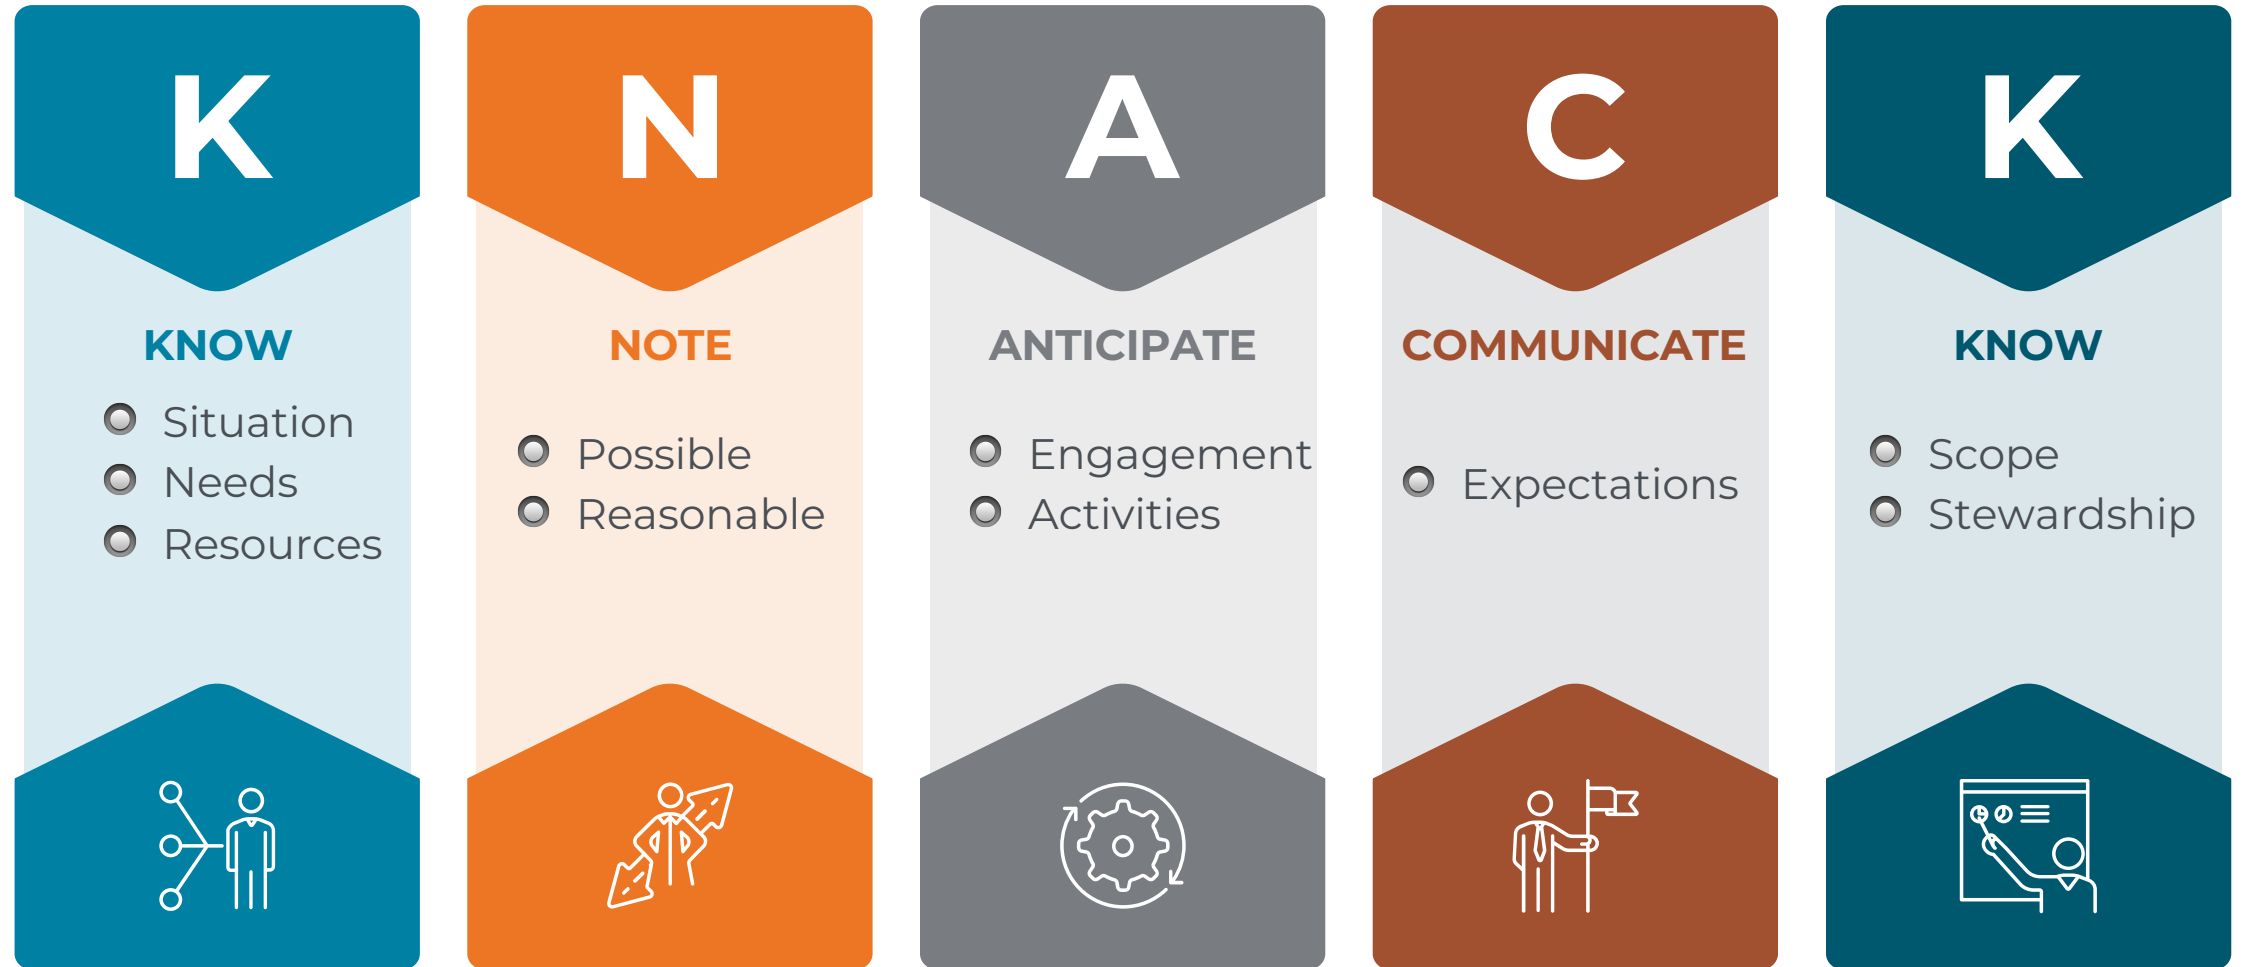 K
KNOW
Situation
Needs
Resources
N
NOTE
Possible
Reasonable
A
ANTICIPATE
Engagement
Activities
C
COMMUNICATE
Expectations
K
KNOW
Scope
Stewardship